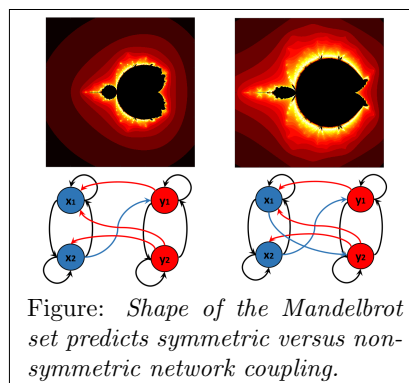 x1 y1 x1 y1
x2 y2 x2 y2
Figure: Shape of the Mandelbrot
set predicts symmetric versus non-
symmetric network coupling.